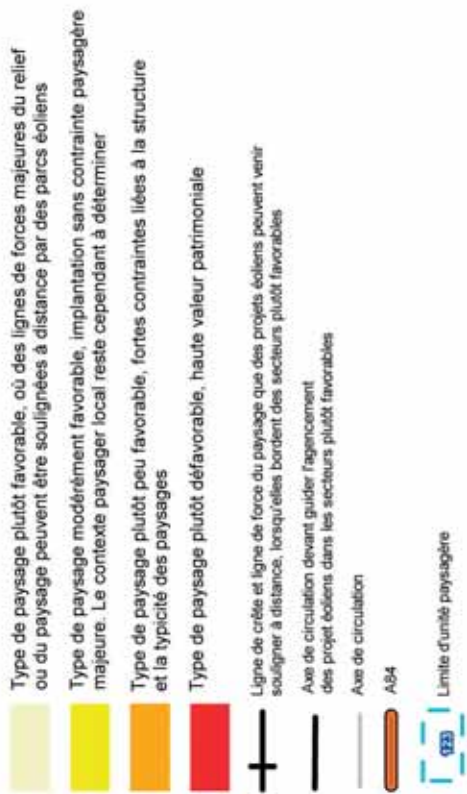 Type de paysage plutôt favorable, où des lignes de forces majeures du relief
ou du paysage peuvent être soulignées à distance par des parcs éoliens
Type de paysage modérément favorable, implantation sans contrainte paysagère
majeure. Le contexte paysager local reste cependant à déterminer
Type de paysage plutôt peu favorable, fortes contraintes liées à la structure
et la typicité des paysages
Type de paysage plutôt défavorable, haute valeur patrimoniale
Ligne de crête et ligne de force du paysage que des projets éoliens peuvent venir
souligner à distance, lorsqu'elles bordent des secteurs plutôt favorables
Axe de circulation devant guider l'agencement
des projet éoliens dans les secteurs plutôt favorables
Axe de circulation
A84
123
Limite d'unité paysagère